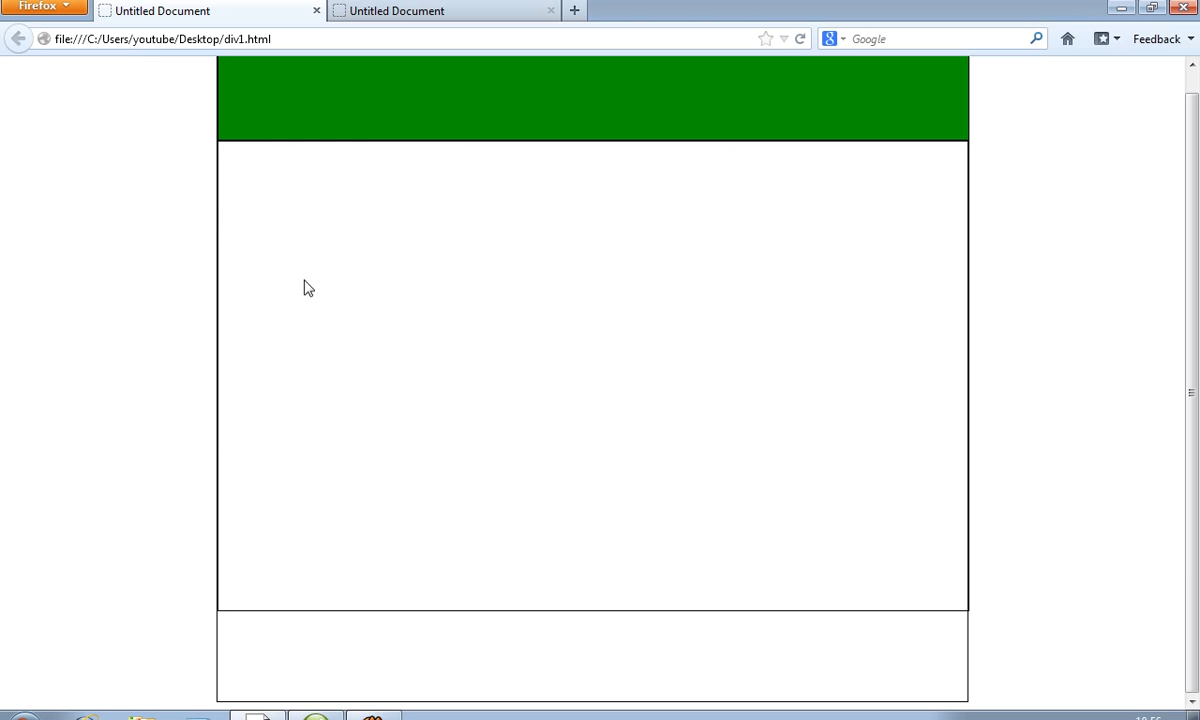 Firefox
Untitled Document
Untitled Document
file:///C:/Users/youtube/Desktop/div1.html
Google
Feedback